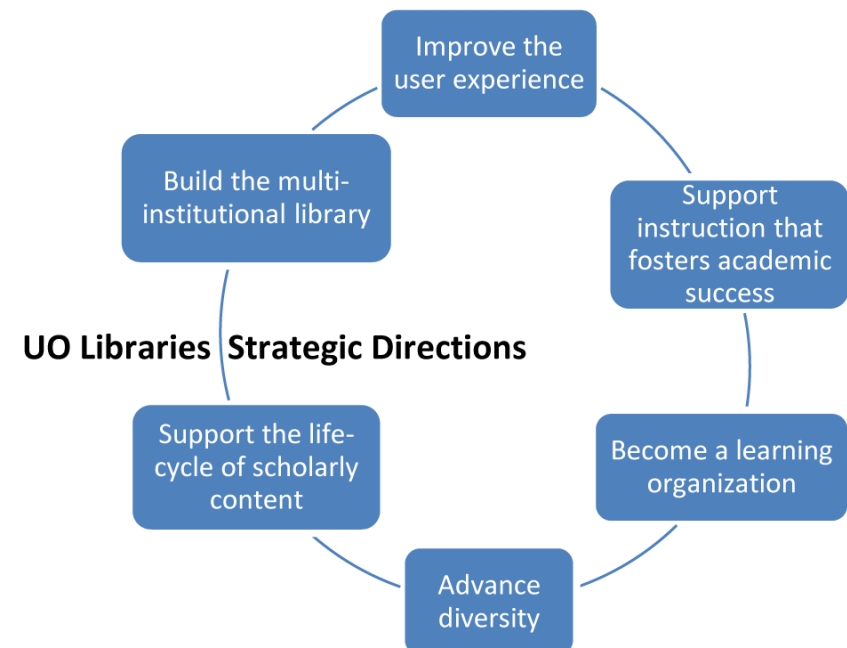 Improve the
user experience
Build the multi-
institutional library
Support
instruction that
fosters academic
success
UO Libraries  Strategic Directions
Support the life-
cycle of scholarly
content
Become a learning
organization
Advance
diversity